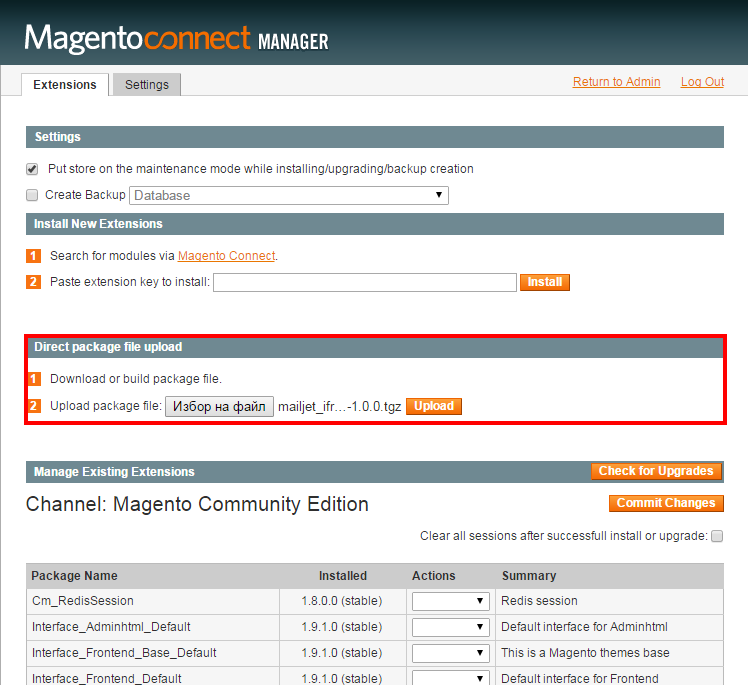 Magentoconnect MANAGER
Extensions Settings Return to Admin Log Out
Settings
Put store on the maintenance mode while installing/upgrading/backup creation
Create Backup Database
Install New Extensions
1 Search for modules via Magento Connect.
2 Paste extension key to install: Install
Direct package file upload
1 Download or build package file.
2 Upload package file: Избор на файл mailjet_ifr...-1.0.0.tgz Upload
Manage Existing Extensions Check for Upgrades
Channel: Magento Community Edition Commit Changes
Clear all sessions after successfull install or upgrade:
Package Name Installed Actions Summary
Cm_RedisSession 1.8.0.0 (stable) Redis session
Interface_Adminhtml_Default 1.9.1.0 (stable) Default interface for Adminhtml
Interface_Frontend_Base_Default 1.9.1.0 (stable) This is a Magento themes base
Interface_Frontend_Default 1.9.1.0 (stable) Default interface for Frontend